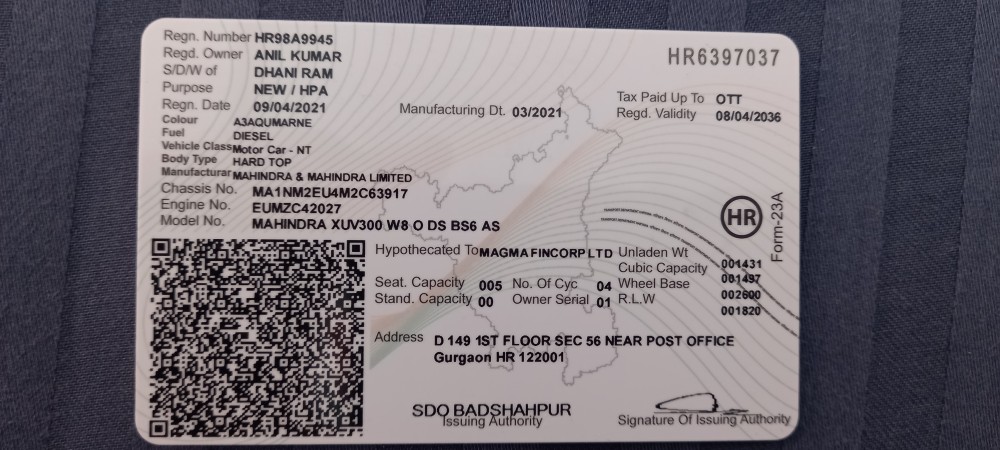 Regn. Number HR98A9945
HR6397037
Regd. Owner ANIL KUMAR
S/D/W of DHANI RAM
Purpose NEW / HPA
Regn. Date 09/04/2021
Manufacturing Dt. 03/2021
Tax Paid Up To OTT
Regd. Validity 08/04/2036
Colour A3AQUMARNE
Fuel DIESEL
Vehicle Class Motor Car - NT
Body Type HARD TOP
Manufacturar MAHINDRA & MAHINDRA LIMITED
Chassis No. MA1NM2EU4M2C63917
Engine No. EUMZC42027
Model No. MAHINDRA XUV300 W8 O DS BS6 AS
HR
Form-23A
Hypothecated To MAGMA FINCORP LTD
Unladen Wt 001431
Cubic Capacity 001497
Seat. Capacity 005 No. Of Cyc 04 Wheel Base 002600
Stand. Capacity 00 Owner Serial 01 R.L.W 001820
Address D 149 1ST FLOOR SEC 56 NEAR POST OFFICE
Gurgaon HR 122001
SDO BADSHAHPUR
Issuing Authority
Signature Of Issuing Authority